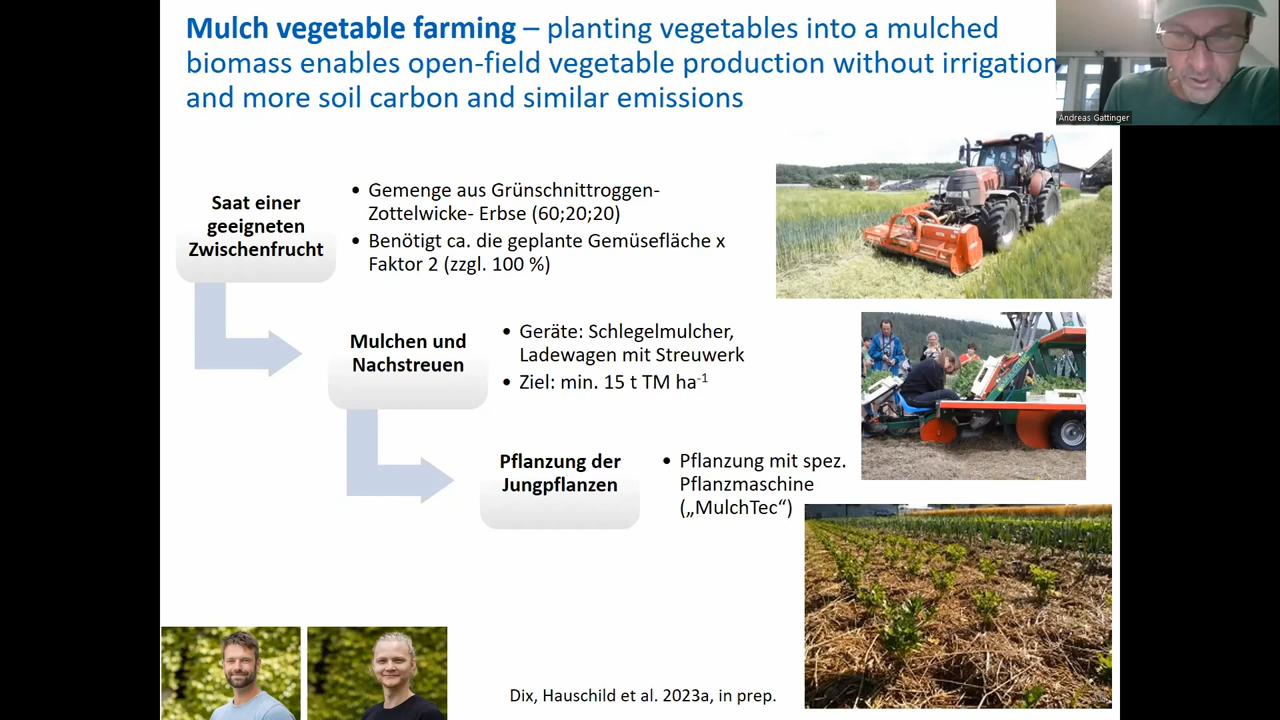 Mulch vegetable farming – planting vegetables into a mulched
biomass enables open-field vegetable production without irrigation
and more soil carbon and similar emissions
Andreas Gattinger
Saat einer
geeigneten
Zwischenfrucht
• Gemenge aus Grünschnittroggen-
Zottelwicke- Erbse (60;20;20)
• Benötigt ca. die geplante Gemüsefläche x
Faktor 2 (zzgl. 100 %)
Mulchen und
Nachstreuen
• Geräte: Schlegelmulcher,
Ladewagen mit Streuwerk
• Ziel: min. 15 t TM ha-1
Pflanzung der
Jungpflanzen
• Pflanzung mit spez.
Pflanzmaschine
(„MulchTec“)
Dix, Hauschild et al. 2023a, in prep.